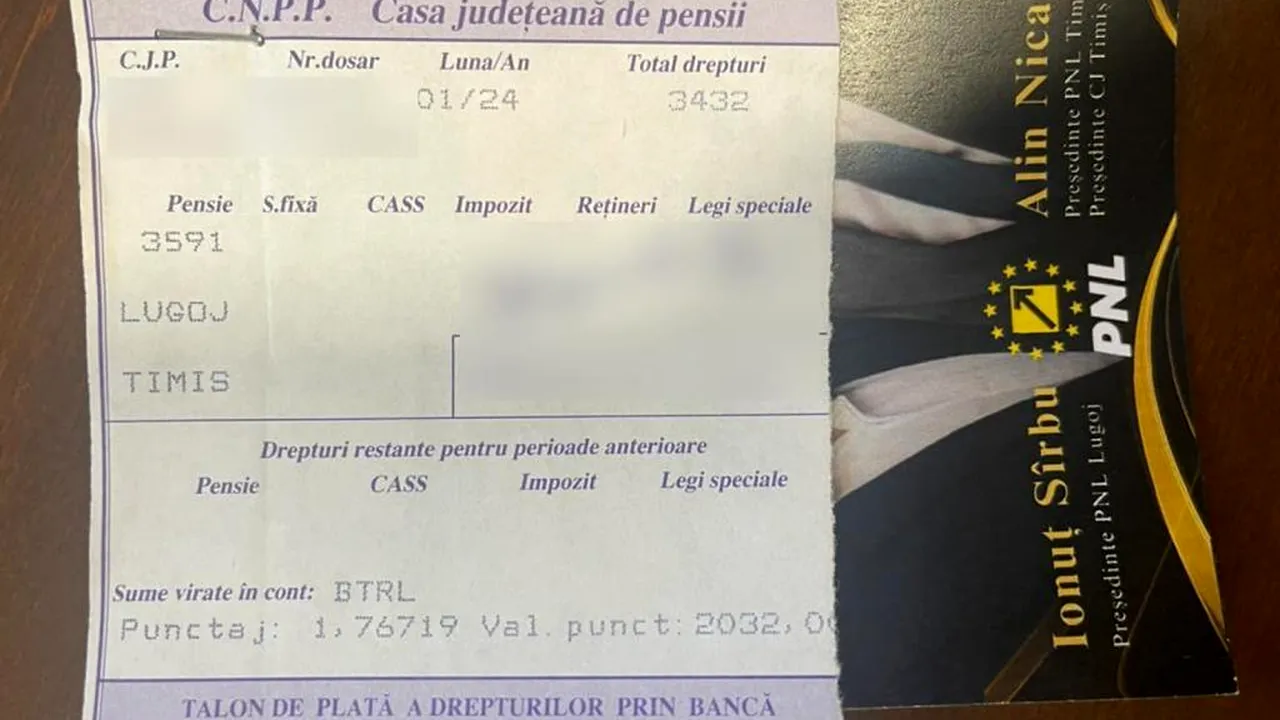 C.N.P.P. Casa județeană de pensii
C.J.P. Nr.dosar Luna/An Total drepturi
01/24 3432
Pensie S.fixă CASS Impozit Rețineri Legi speciale
3591
LUGOJ
TIMIS
Drepturi restante pentru perioade anterioare
Pensie CASS Impozit Legi speciale
Sume virate în cont: BTRL
Punctaj: 1,76719 Val. punct: 2032,0
TALON DE PLATĂ A DREPTURILOR PRIN BANCĂ
Alin Nica
Președinte PNL Tim
Președinte CJ Timiș
PNL
Ionuț Sîrbu
Președinte PNL Lugoj